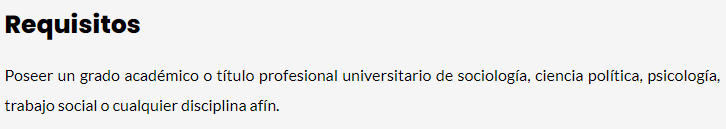 Requisitos
Poseer un grado académico o título profesional universitario de sociología, ciencia política, psicología,
trabajo social o cualquier disciplina afín.